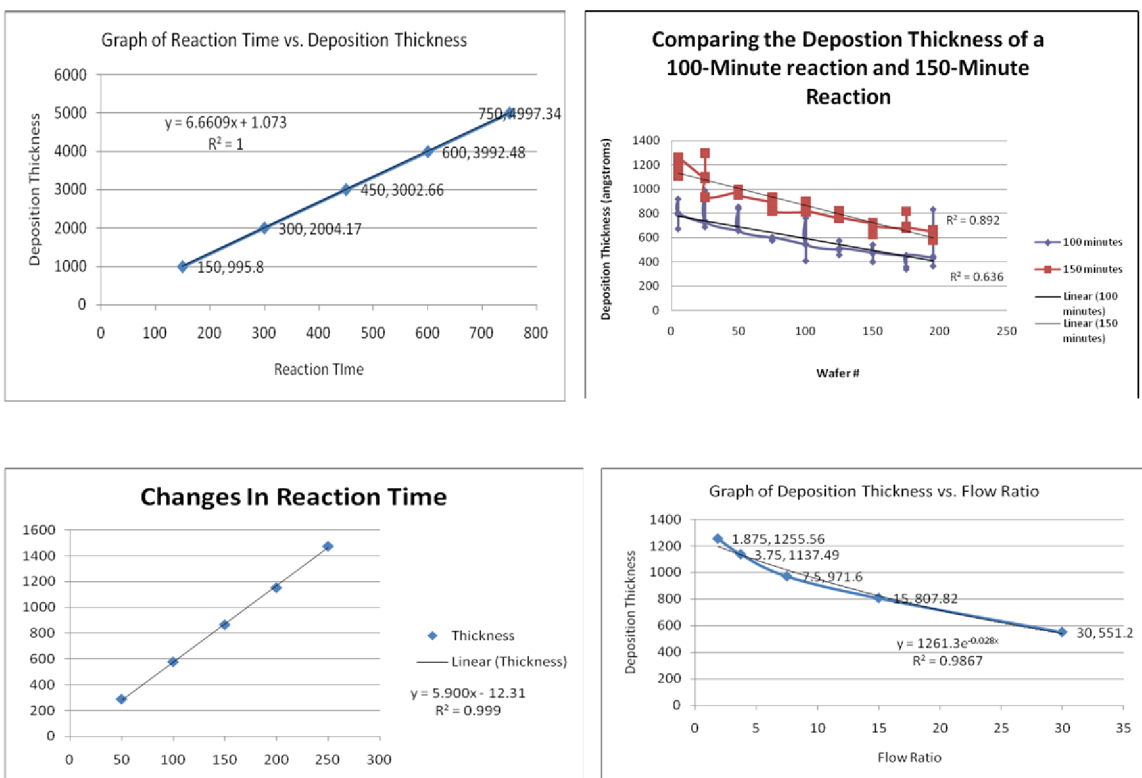 Graph of Reaction Time vs. Deposition Thickness
Deposition Thickness
6000
5000
4000
3000
2000
1000
0
y = 6.6609x + 1.073
R² = 1
750, 4997.34
600, 3992.48
450, 3002.66
300, 2004.17
150, 995.8
0 100 200 300 400 500 600 700 800
Reaction TIme
Comparing the Depostion Thickness of a
100-Minute reaction and 150-Minute
Reaction
Deposition Thickness (angstroms)
1400
1200
1000
800
600
400
200
0
R² = 0.892
R² = 0.636
0 50 100 150 200 250
Wafer #
100 minutes
150 minutes
Linear (100
minutes)
Linear (150
minutes)
Changes In Reaction Time
1600
1400
1200
1000
800
600
400
200
0
0 50 100 150 200 250 300
Thickness
Linear (Thickness)
y = 5.900x - 12.31
R² = 0.999
Graph of Deposition Thickness vs. Flow Ratio
Deposition Thickness
1400
1200
1000
800
600
400
200
0
1.875, 1255.56
3.75, 1137.49
7.5, 971.6
15, 807.82
30, 551.2
y = 1261.3e^-0.028x
R² = 0.9867
0 5 10 15 20 25 30 35
Flow Ratio